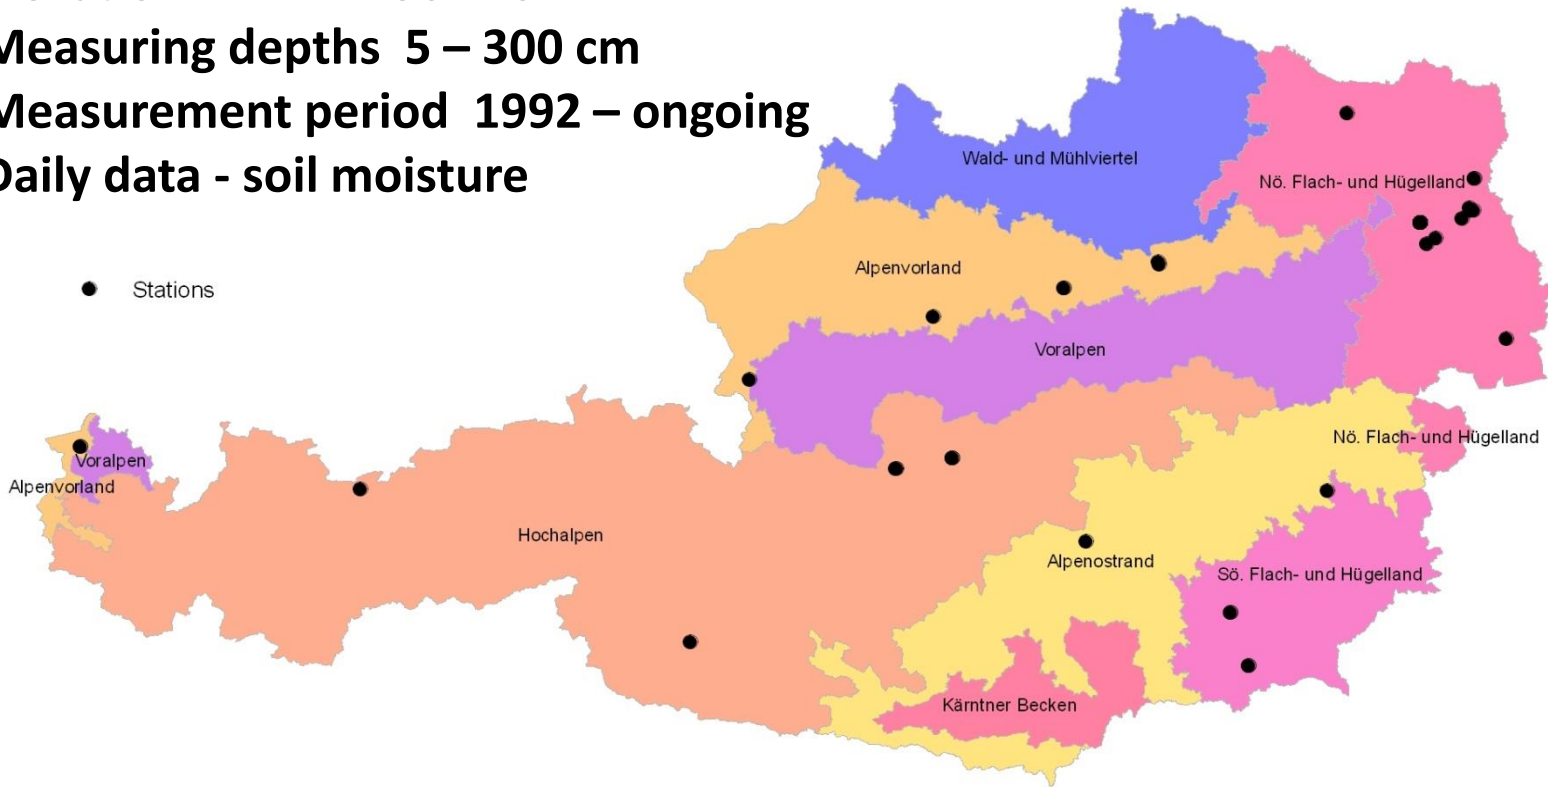 Measuring depths 5 – 300 cm
Measurement period 1992 – ongoing
Daily data - soil moisture
Wald- und Mühlviertel
Nö. Flach- und Hügelland
Alpenvorland
Stations
Voralpen
Nö. Flach- und Hügelland
Voralpen
Alpenvorland
Hochalpen
Alpenostrand
Sö. Flach- und Hügelland
Kärntner Becken